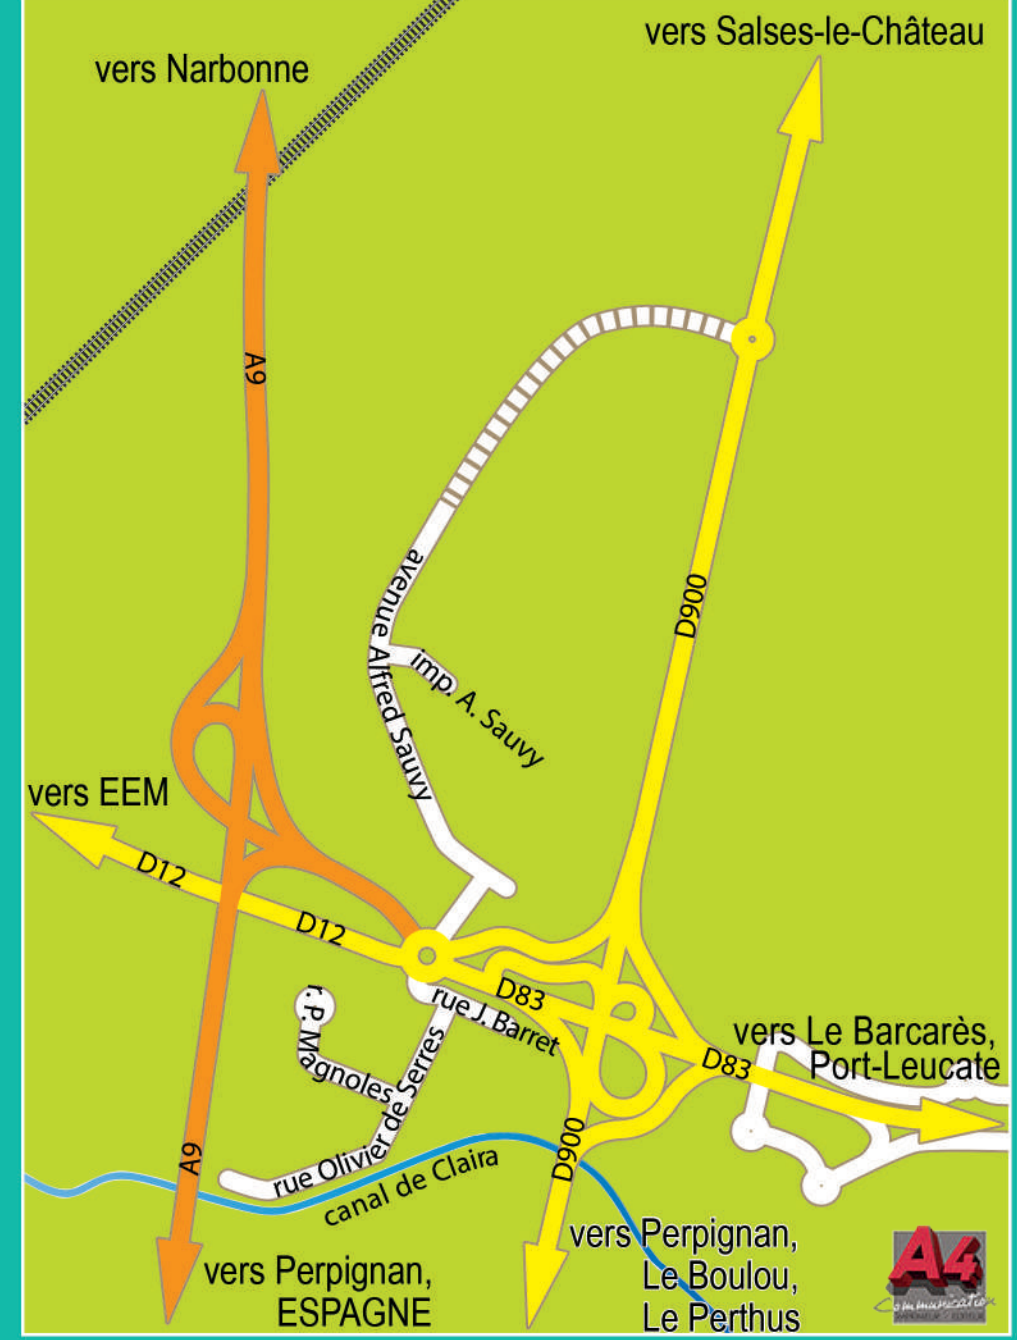 vers Salses-le-Château
vers Narbonne
A9
avenue Alfred Sauvy
D900
imp. A. Sauvy
vers EEM
D12
D12
D83
r. P. Magnoles
rue J. Barret
vers Le Barcarès,
Port-Leucate
D83
rue Olivier de Serres
D900
A9
canal de Claira
vers Perpignan,
ESPAGNE
vers Perpignan,
Le Boulou,
Le Perthus
A4
Communication